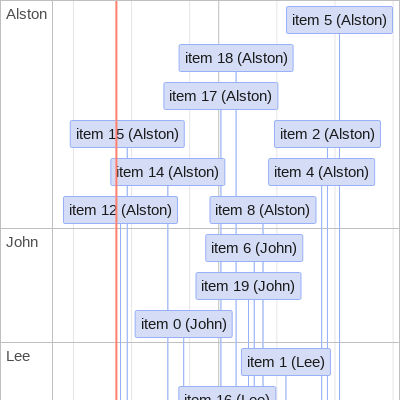 Alston
item 5 (Alston)
item 18 (Alston)
item 17 (Alston)
item 15 (Alston)
item 2 (Alston)
item 14 (Alston)
item 4 (Alston)
item 12 (Alston)
item 8 (Alston)
John
item 6 (John)
item 19 (John)
item 0 (John)
Lee
item 1 (Lee)
item 16 (Lee)